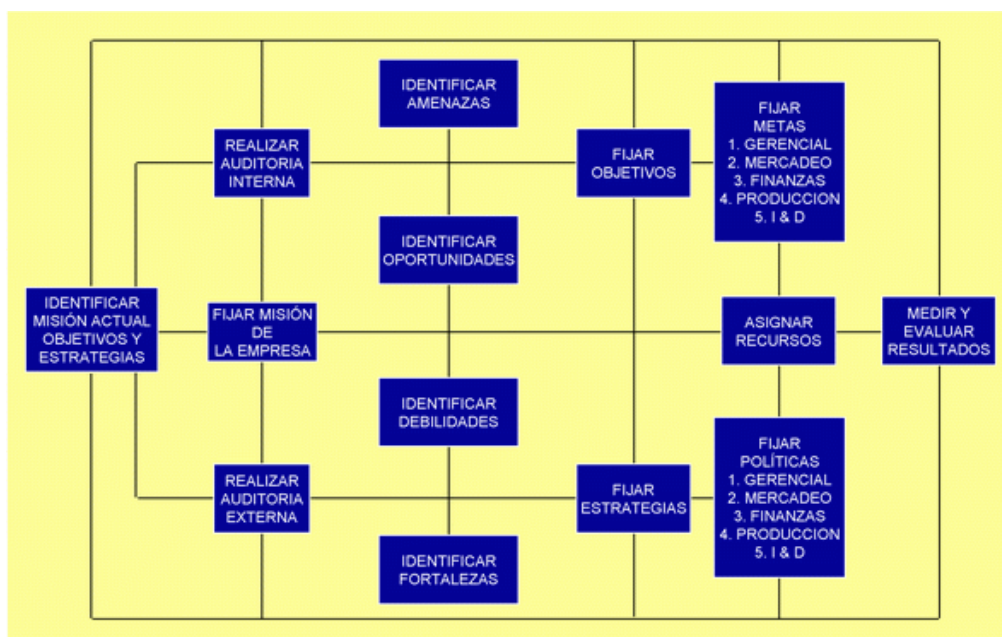 IDENTIFICAR
MISIÓN ACTUAL
OBJETIVOS Y
ESTRATEGIAS
REALIZAR
AUDITORIA
INTERNA
FIJAR MISIÓN
DE
LA EMPRESA
REALIZAR
AUDITORIA
EXTERNA
IDENTIFICAR
AMENAZAS
IDENTIFICAR
OPORTUNIDADES
IDENTIFICAR
DEBILIDADES
IDENTIFICAR
FORTALEZAS
FIJAR
OBJETIVOS
FIJAR
ESTRATEGIAS
FIJAR
METAS
1. GERENCIAL
2. MERCADEO
3. FINANZAS
4. PRODUCCION
5. I & D
ASIGNAR
RECURSOS
FIJAR
POLÍTICAS
1. GERENCIAL
2. MERCADEO
3. FINANZAS
4. PRODUCCION
5. I & D
MEDIR Y
EVALUAR
RESULTADOS